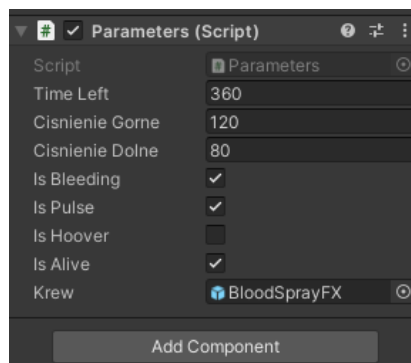 Parameters (Script)
Script Parameters
Time Left 360
Cisnienie Gorne 120
Cisnienie Dolne 80
Is Bleeding
Is Pulse
Is Hoover
Is Alive
Krew BloodSprayFX
Add Component